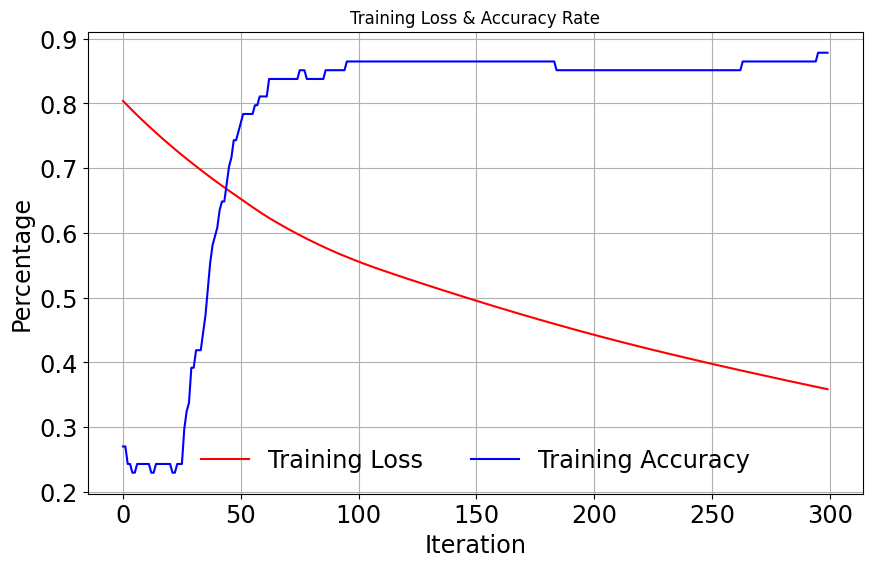 Training Loss & Accuracy Rate
0.9
0.8
0.7
0.6
0.5
0.4
0.3
0.2
Percentage
Training Loss
Training Accuracy
0 50 100 150 200 250 300
Iteration